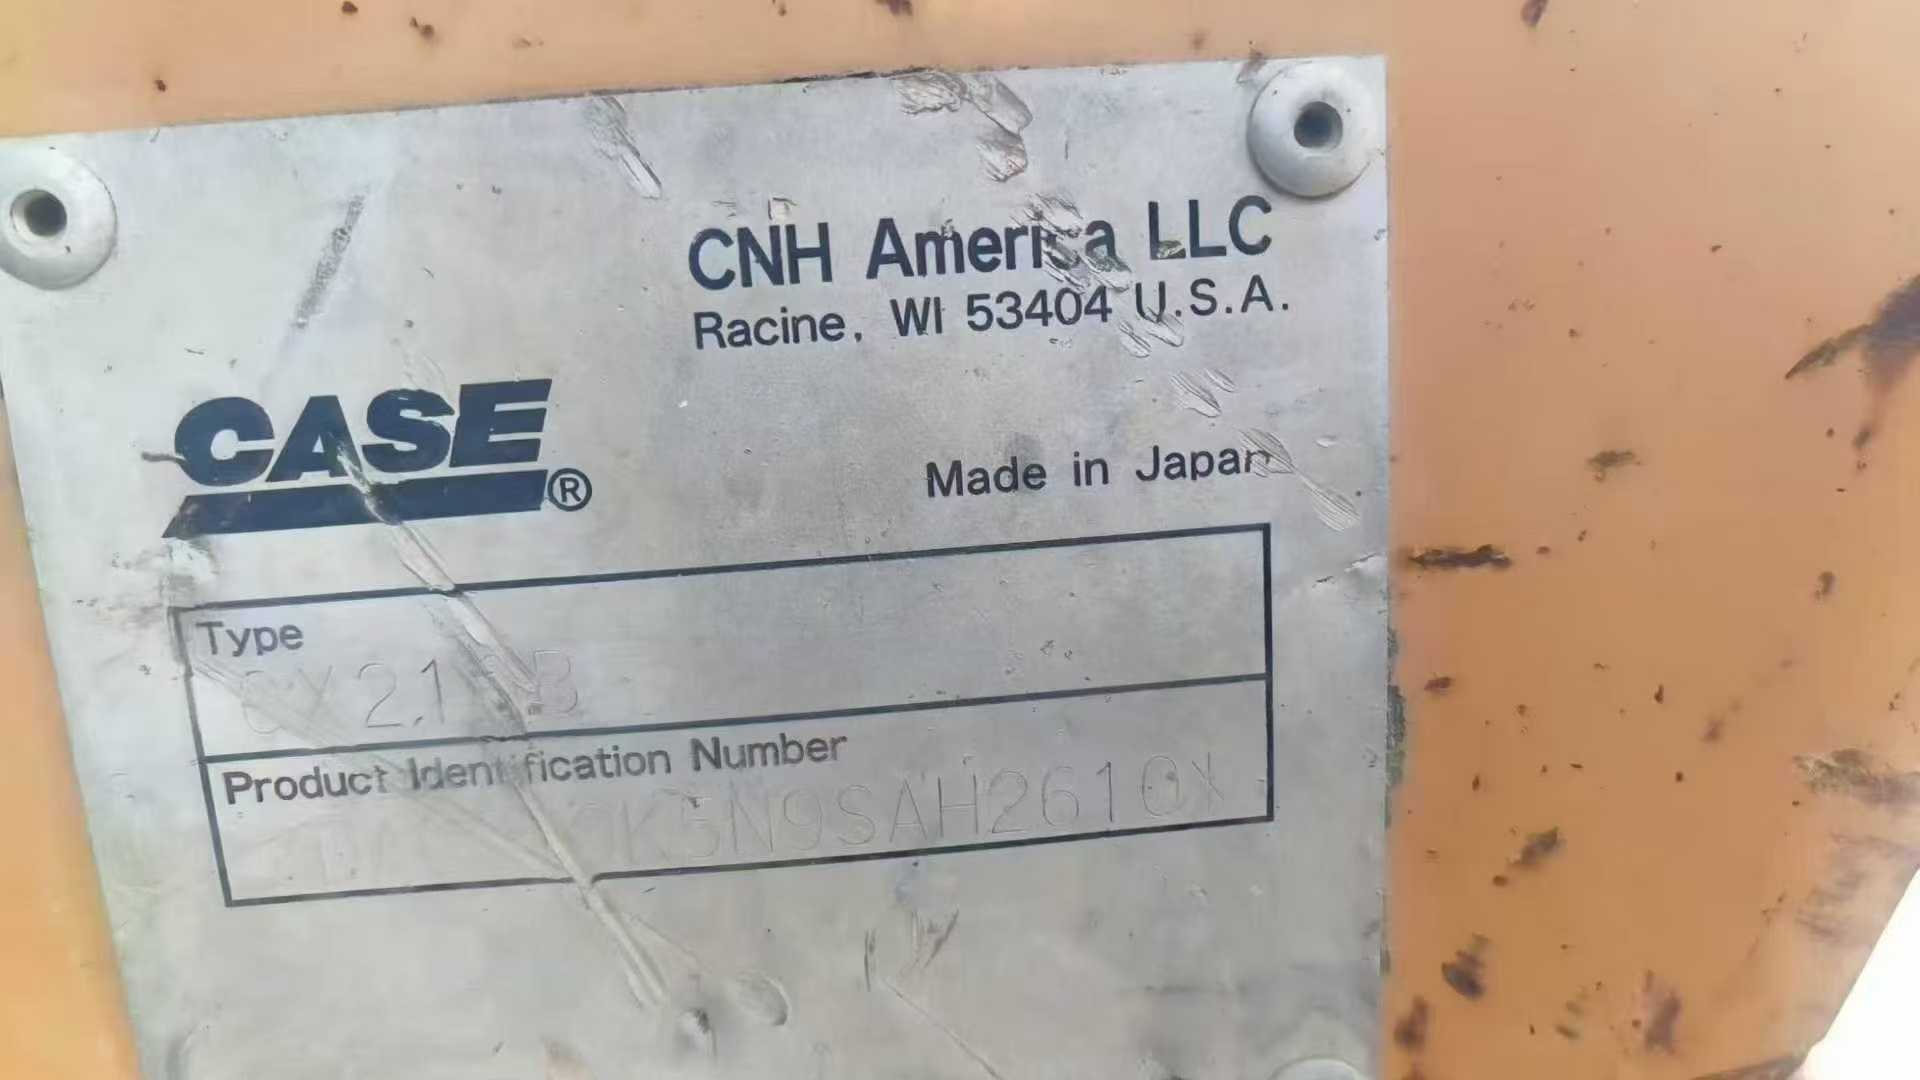 CNH America LLC
Racine, WI 53404 U.S.A.
CASE®
Made in Japan
Type
Product Identification Number